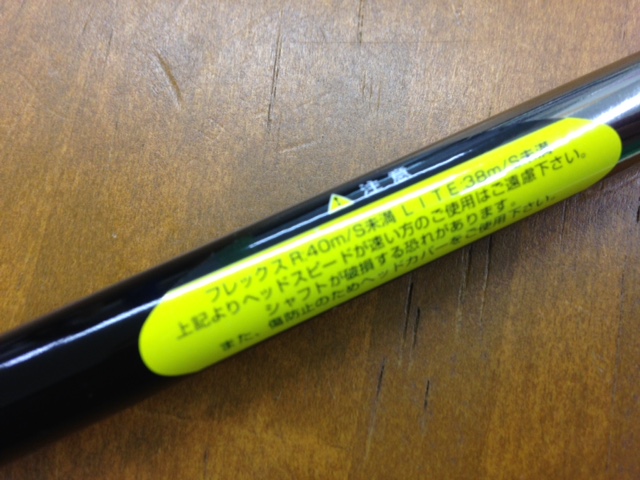 注意
フレックスR 40m/S未満 LITE 38m/S未満
上記よりヘッドスピードが速い方のご使用はご遠慮下さい。
シャフトが破損する恐れがあります。
また、傷防止のためヘッドカバーをご使用下さい。